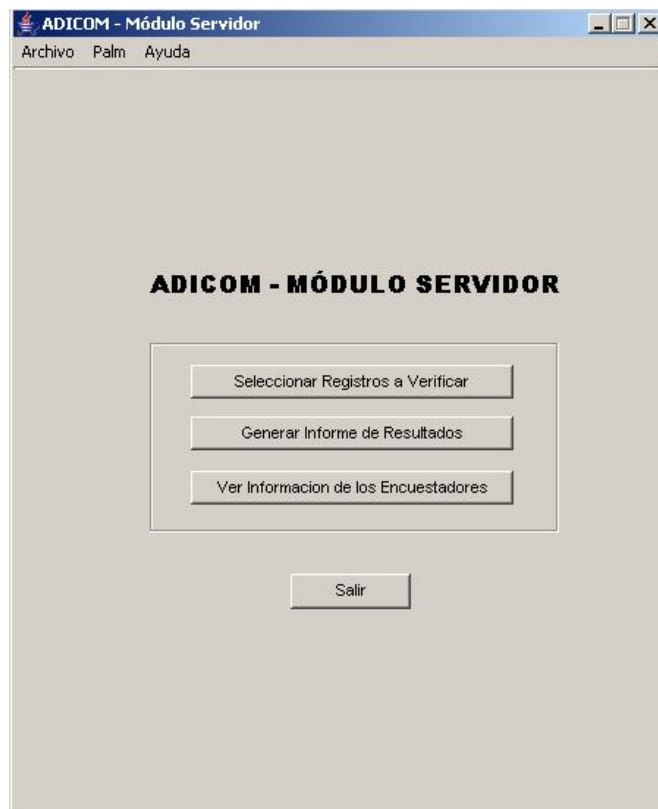 ADICOM - Módulo Servidor
Archivo Palm Ayuda
ADICOM - MÓDULO SERVIDOR
Seleccionar Registros a Verificar
Generar Informe de Resultados
Ver Informacion de los Encuestadores
Salir